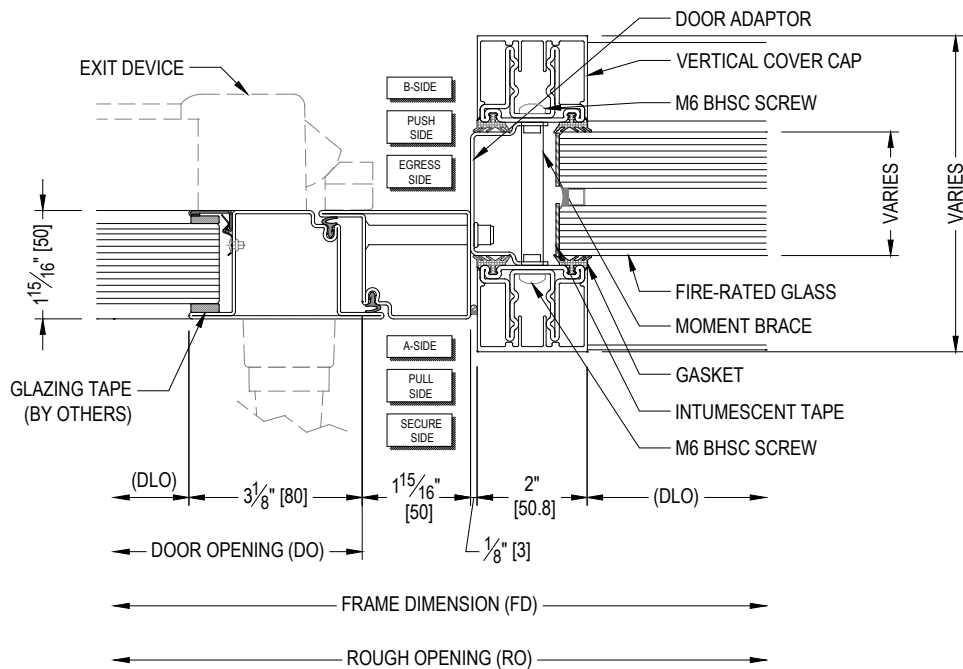 DOOR ADAPTOR
EXIT DEVICE
VERTICAL COVER CAP
B-SIDE
M6 BHSC SCREW
PUSH
SIDE
EGRESS
SIDE
VARIES
VARIES
1 15/16" [50]
FIRE-RATED GLASS
MOMENT BRACE
A-SIDE
GASKET
GLAZING TAPE
(BY OTHERS)
PULL
SIDE
INTUMESCENT TAPE
SECURE
SIDE
M6 BHSC SCREW
(DLO)
3 1/8" [80]
1 15/16"
[50]
2"
[50.8]
(DLO)
DOOR OPENING (DO)
1/8" [3]
FRAME DIMENSION (FD)
ROUGH OPENING (RO)